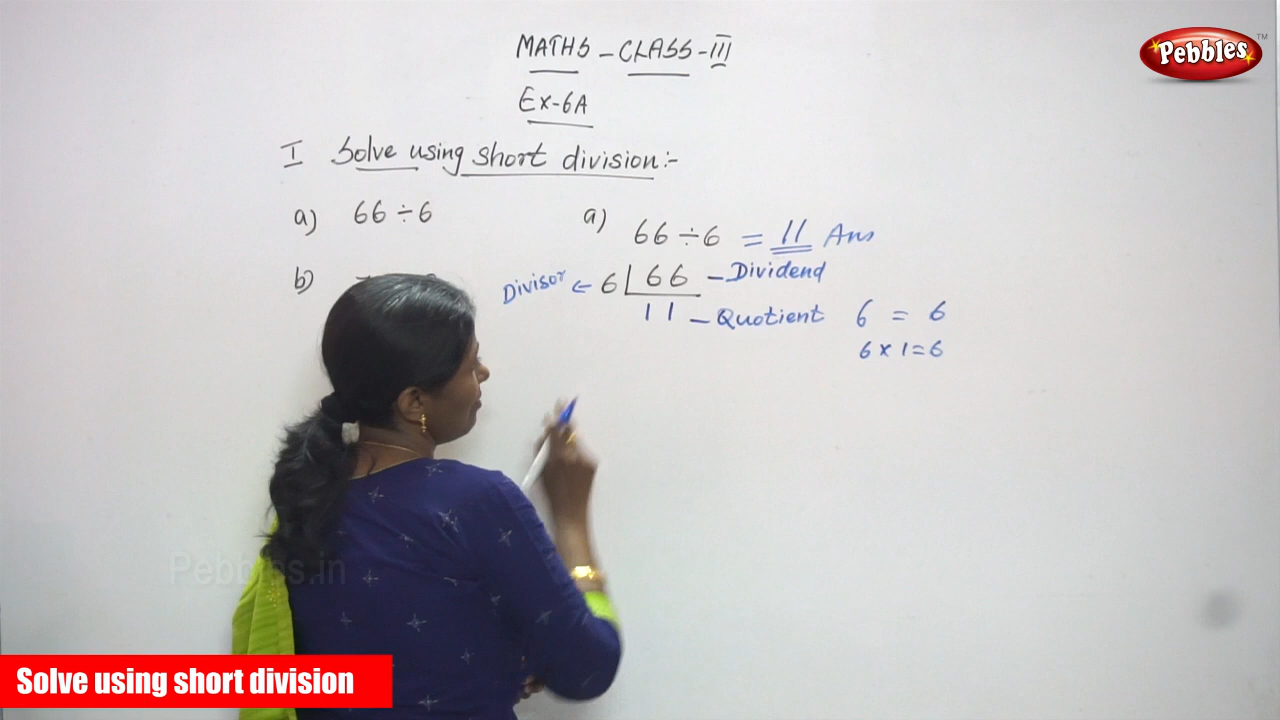 MATHS - CLASS - III
Pebbles TM
Ex-6A
I Solve using short division:-
a) 66 ÷ 6
b)
a) 66 ÷ 6 = 11 Ans
Divisor ← 6 66 - Dividend
11 - Quotient
6 = 6
6 x 1 = 6
Pebbles.in
Solve using short division